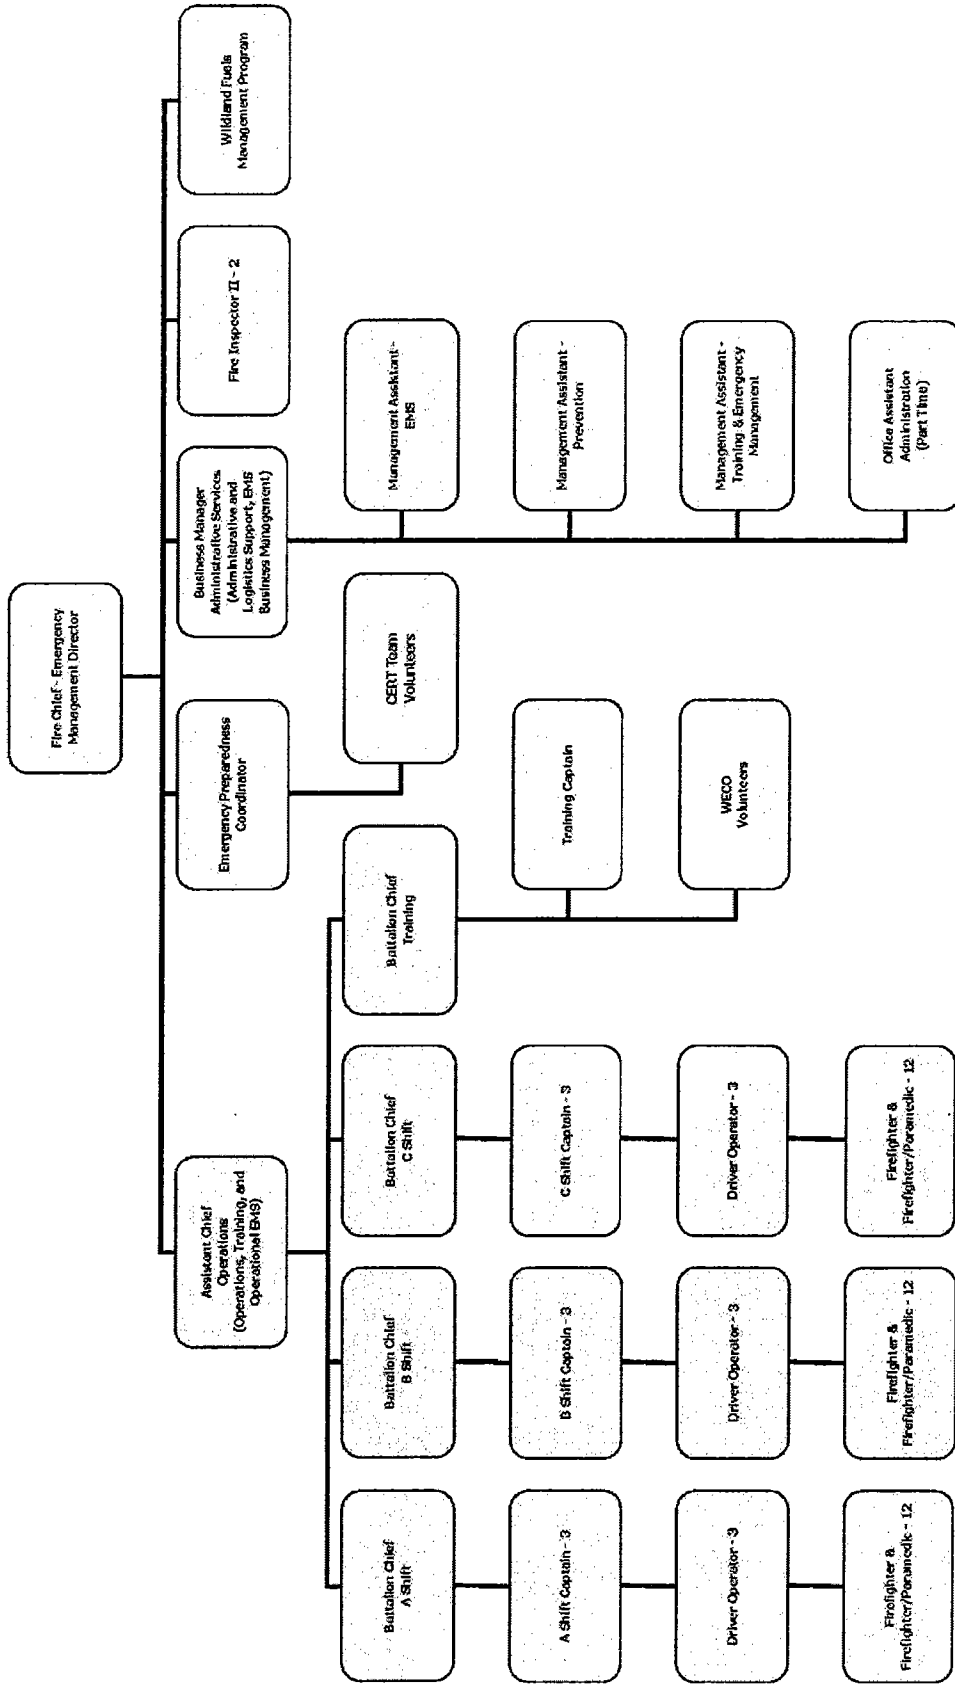 Fire Chief - Emergency
Management Director
Assistant Chief
Operations
(Operations, Training, and
Operational EMS)
Emergency Preparedness
Coordinator
Business Manager
Administrative Services
(Administrative and
Logistics Support, EMS
Business Management)
Fire Inspector II - 2
Wildland Fuels
Management Program
Battalion Chief
A Shift
Battalion Chief
B Shift
Battalion Chief
C Shift
Battalion Chief
Training
CERT Team
Volunteers
Management Assistant -
EMS
A Shift Captain - 3
B Shift Captain - 3
C Shift Captain - 3
Training Captain
Management Assistant -
Prevention
Driver Operator - 3
Driver Operator - 3
Driver Operator - 3
WECO
Volunteers
Management Assistant -
Training & Emergency
Management
Firefighter &
Firefighter/Paramedic - 12
Firefighter &
Firefighter/Paramedic - 12
Firefighter &
Firefighter/Paramedic - 12
Office Assistant
Administration
(Part Time)